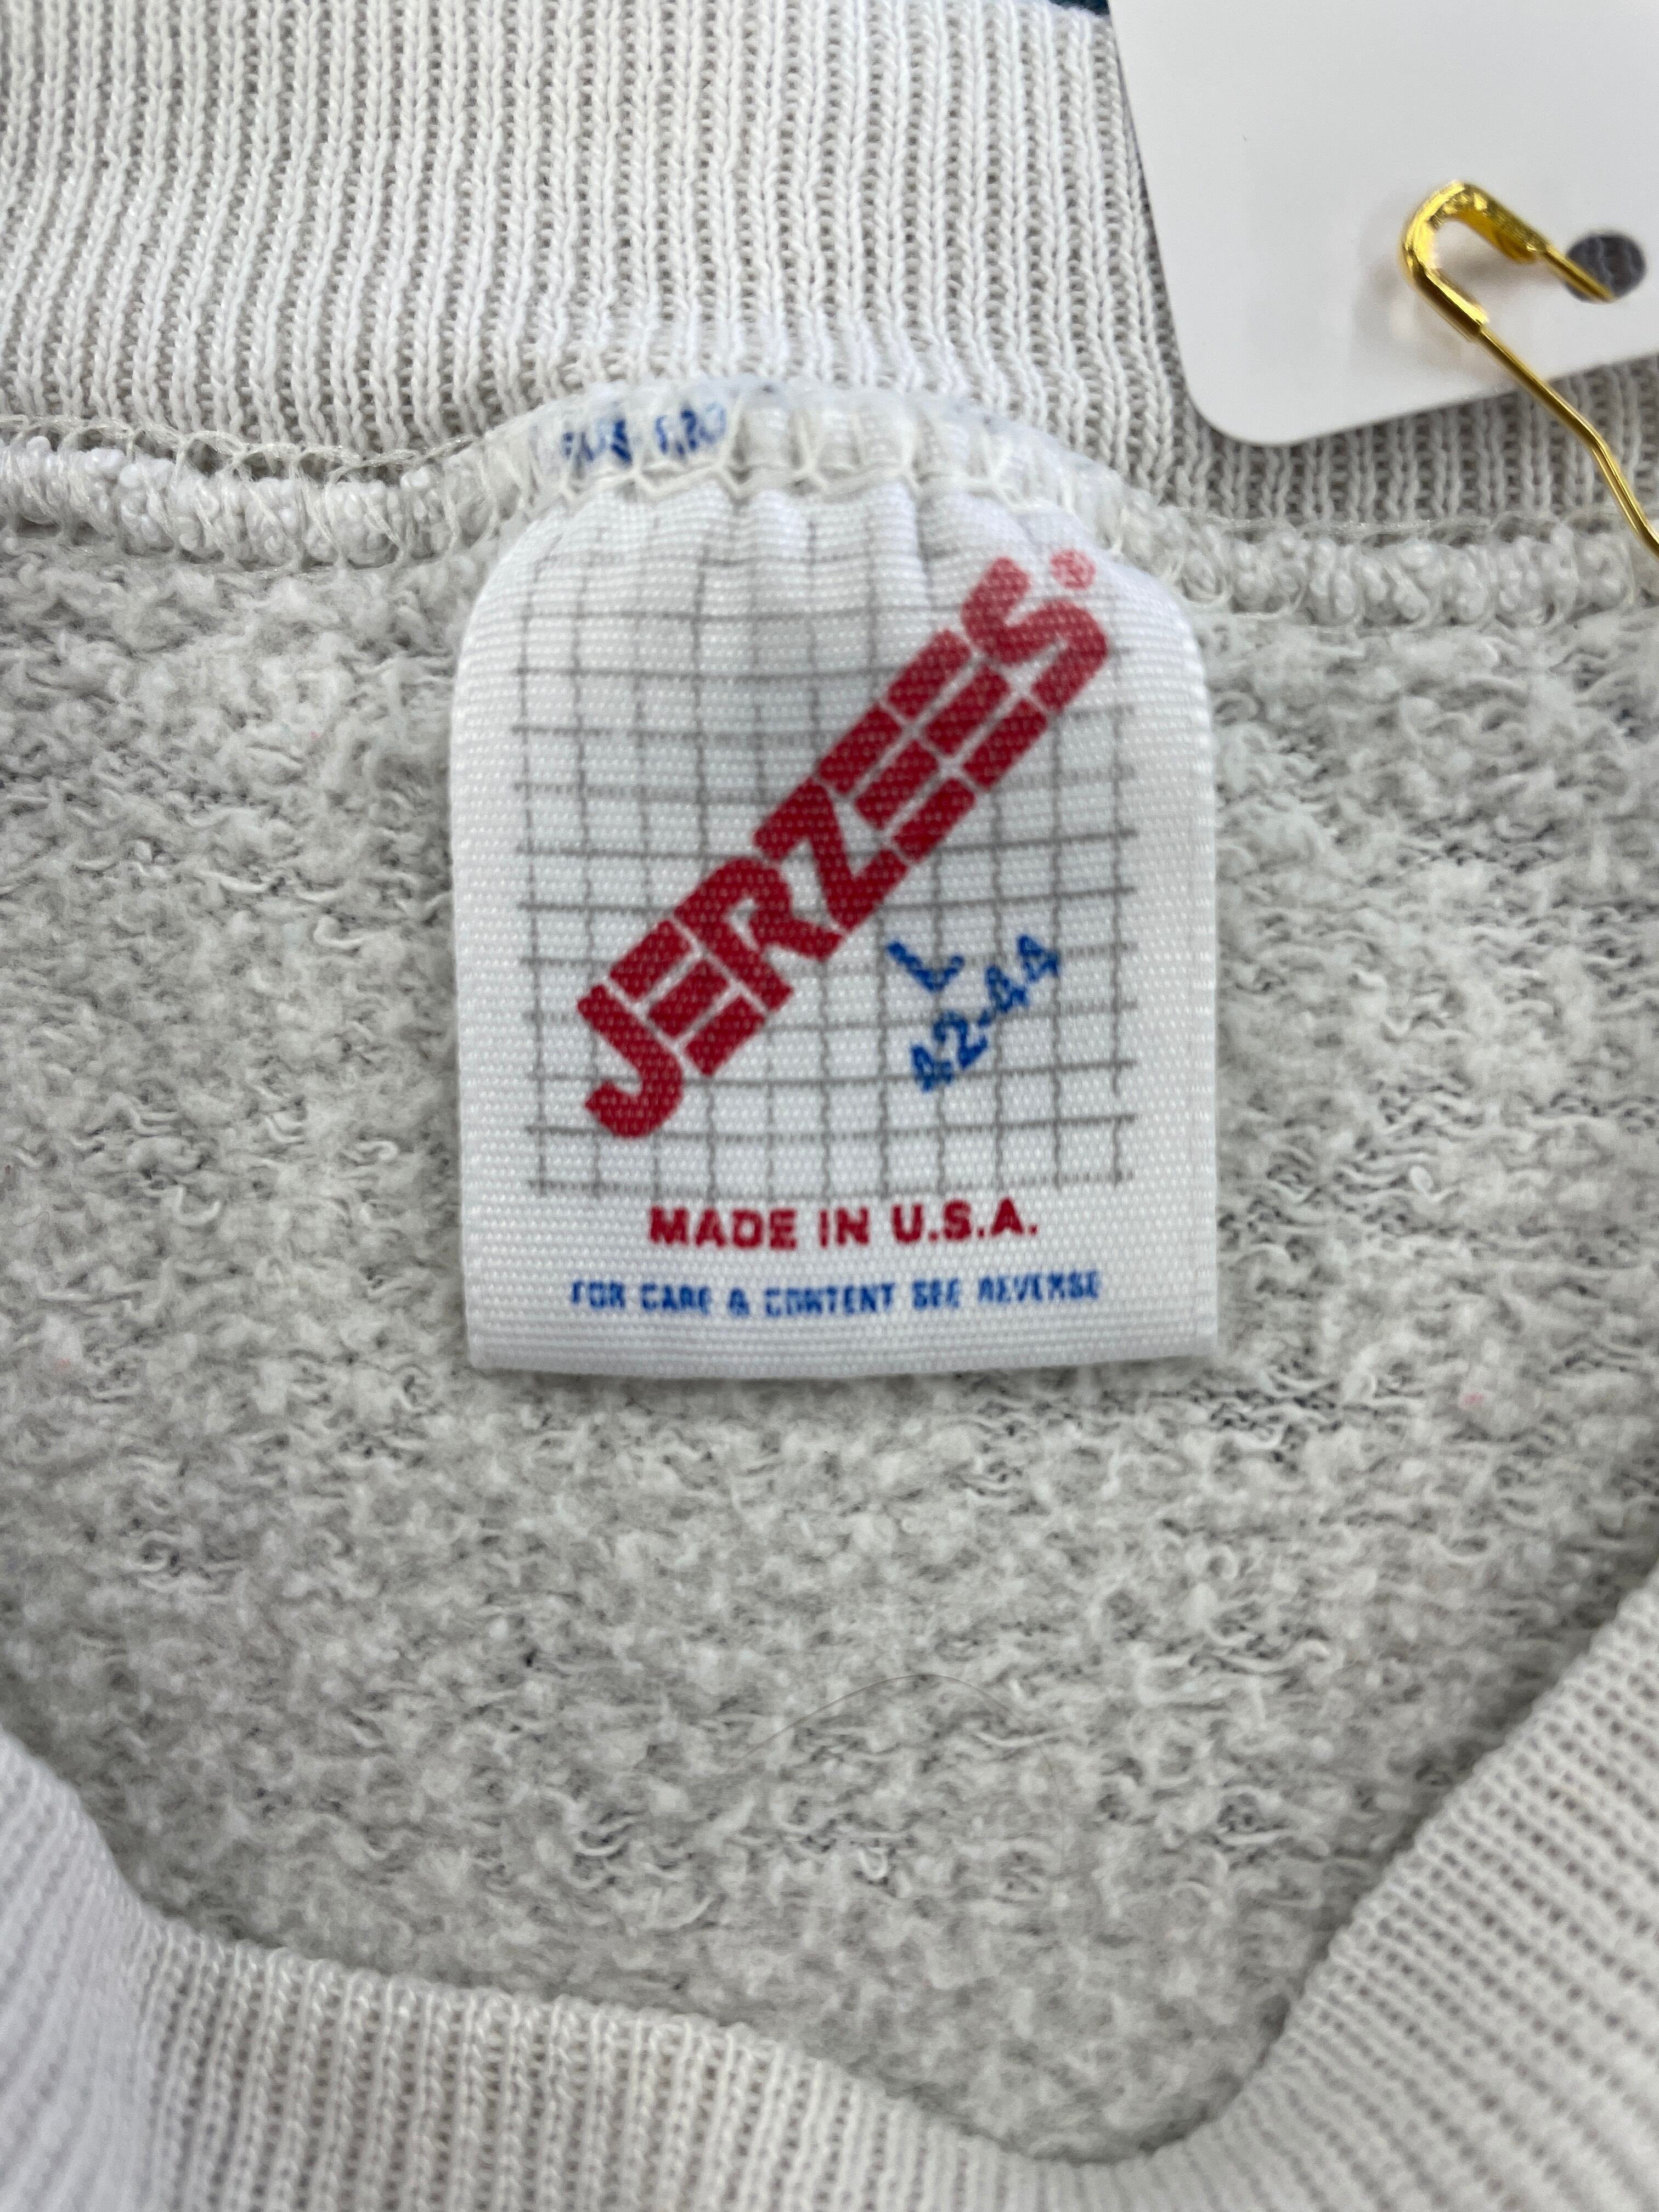 JERZEES®
L
42-44
MADE IN U.S.A.
FOR CARE & CONTENT SEE REVERSE